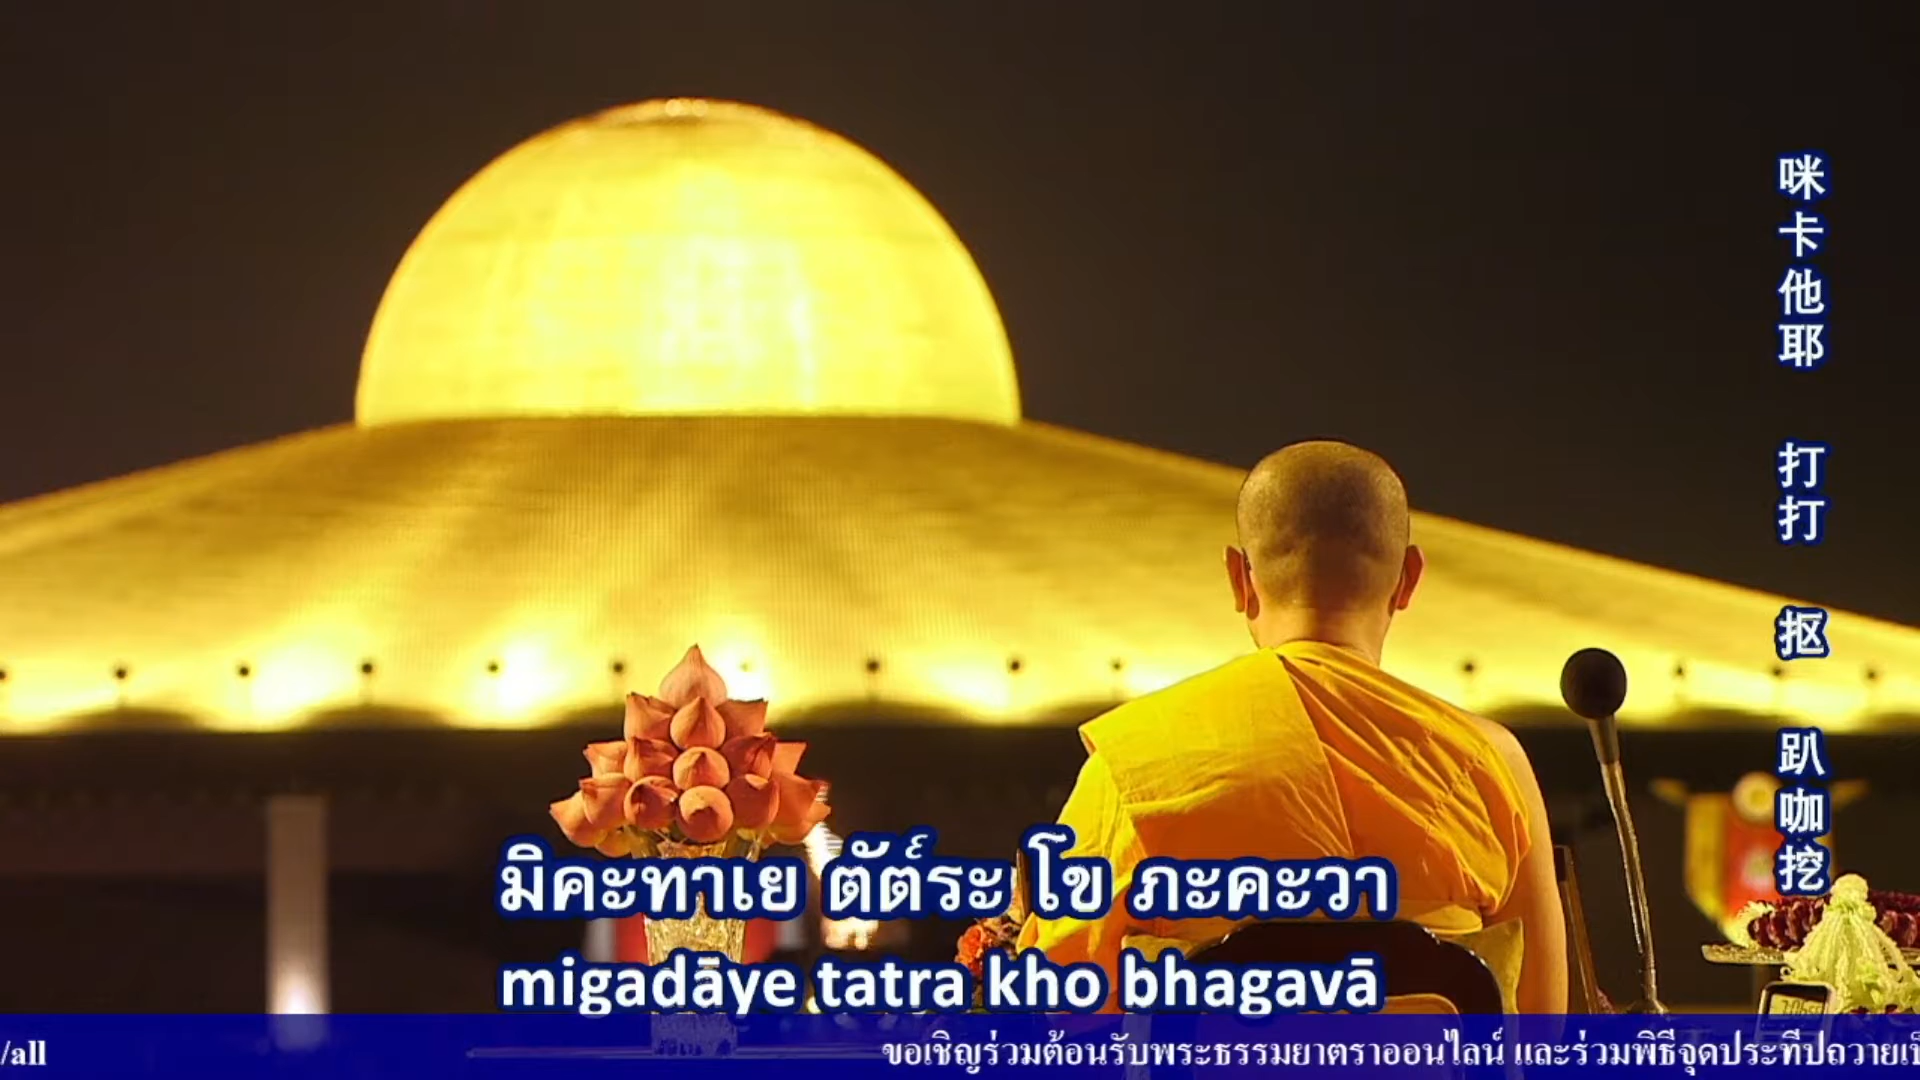 咪卡他耶 打打 抠 趴咖挖
มิคะทาเย ตัต๎ระ โข ภะคะวา
migadāye tatra kho bhagavā
/all
ขอเชิญร่วมต้อนรับพระธรรมยาตราออนไลน์ และร่วมพิธีจุดประทีปถวายเป็